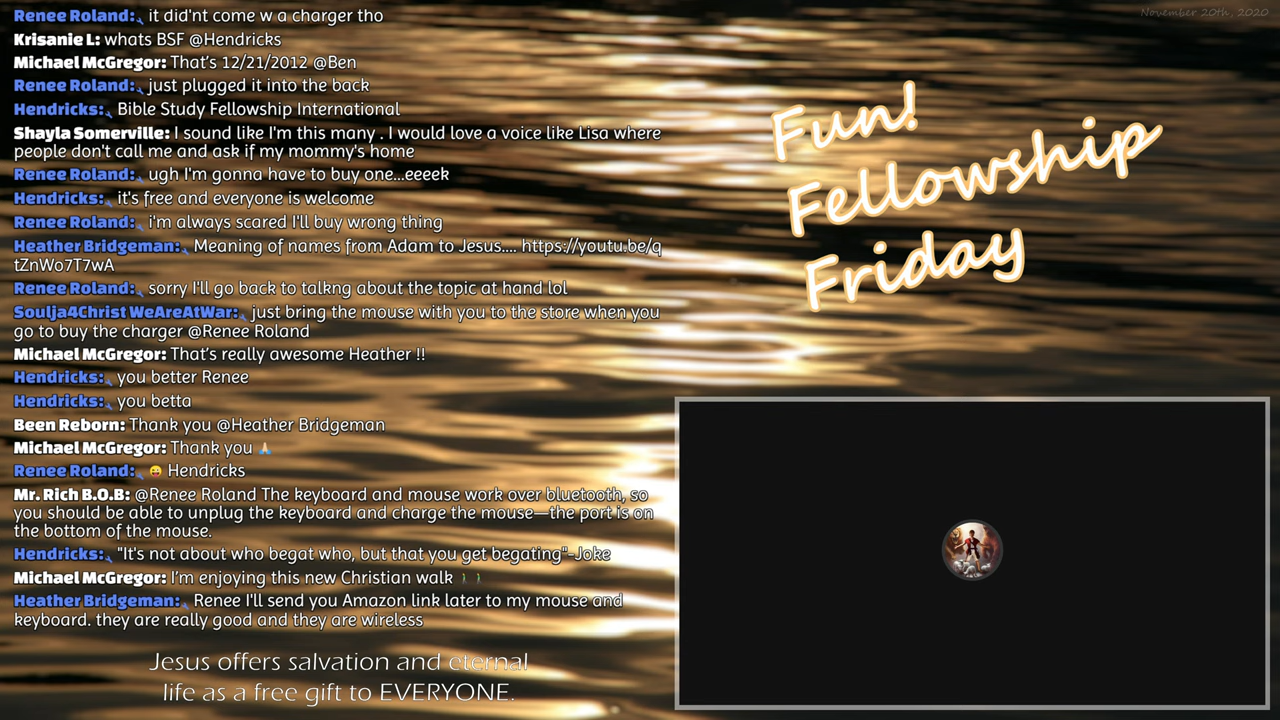 November 20th, 2020
Renee Roland: it did'nt come w a charger tho
Krisanie L: whats BSF @Hendricks
Michael McGregor: That's 12/21/2012 @Ben
Renee Roland: just plugged it into the back
Hendricks: Bible Study Fellowship International
Shayla Somerville: I sound like I'm this many . I would love a voice like Lisa where
people don't call me and ask if my mommy's home
Renee Roland: ugh I'm gonna have to buy one...eeeek
Hendricks: it's free and everyone is welcome
Renee Roland: i'm always scared I'll buy wrong thing
Heather Bridgeman: Meaning of names from Adam to Jesus.... https://youtu.be/q
tZnWo7T7wA
Renee Roland: sorry I'll go back to talkng about the topic at hand lol
Soulja4Christ WeAreAtWar: just bring the mouse with you to the store when you
go to buy the charger @Renee Roland
Michael McGregor: That's really awesome Heather !!
Hendricks: you better Renee
Hendricks: you betta
Been Reborn: Thank you @Heather Bridgeman
Michael McGregor: Thank you 🙏🏻
Renee Roland: 😜 Hendricks
Mr. Rich B.O.B: @Renee Roland The keyboard and mouse work over bluetooth, so
you should be able to unplug the keyboard and charge the mouse—the port is on
the bottom of the mouse.
Hendricks: "It's not about who begat who, but that you get begating"-Joke
Michael McGregor: I'm enjoying this new Christian walk
Heather Bridgeman: Renee I'll send you Amazon link later to my mouse and
keyboard. they are really good and they are wireless
Jesus offers salvation and eternal
life as a free gift to EVERYONE.
Fun!
Fellowship
Friday